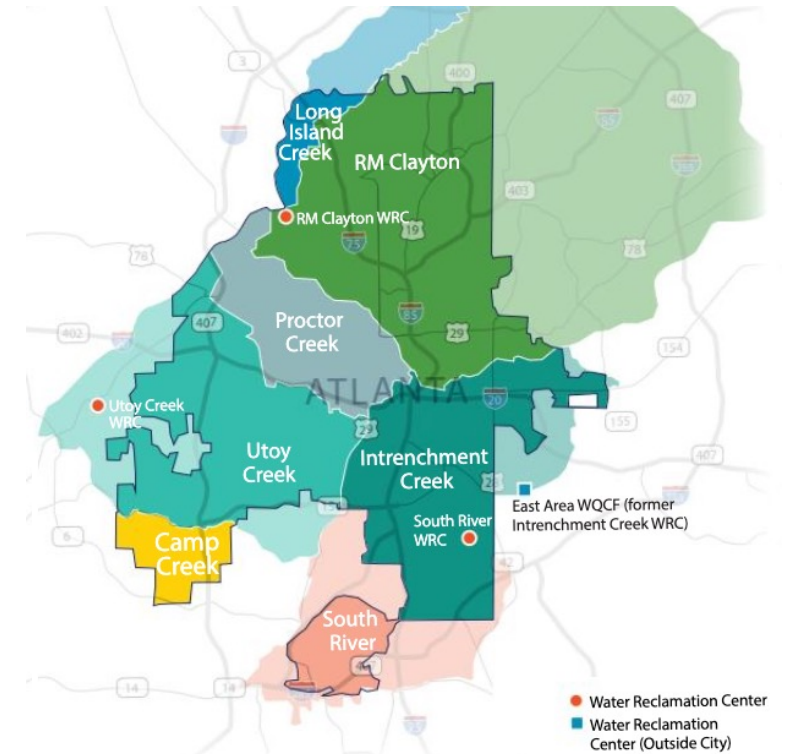 3
400
407
85
285
Long
Island
Creek
RM Clayton
403
RM Clayton WRC
19
75
78
78
Proctor
Creek
407
85
29
402
154
ATLANTA
20
Utoy Creek
WRC
155
29
Utoy
Creek
Intrenchment
Creek
407
East Area WQCF (former
Intrenchment Creek WRC)
South River
WRC
6
Camp
Creek
42
South
River
14
14
Water Reclamation Center
Water Reclamation
Center (Outside City)